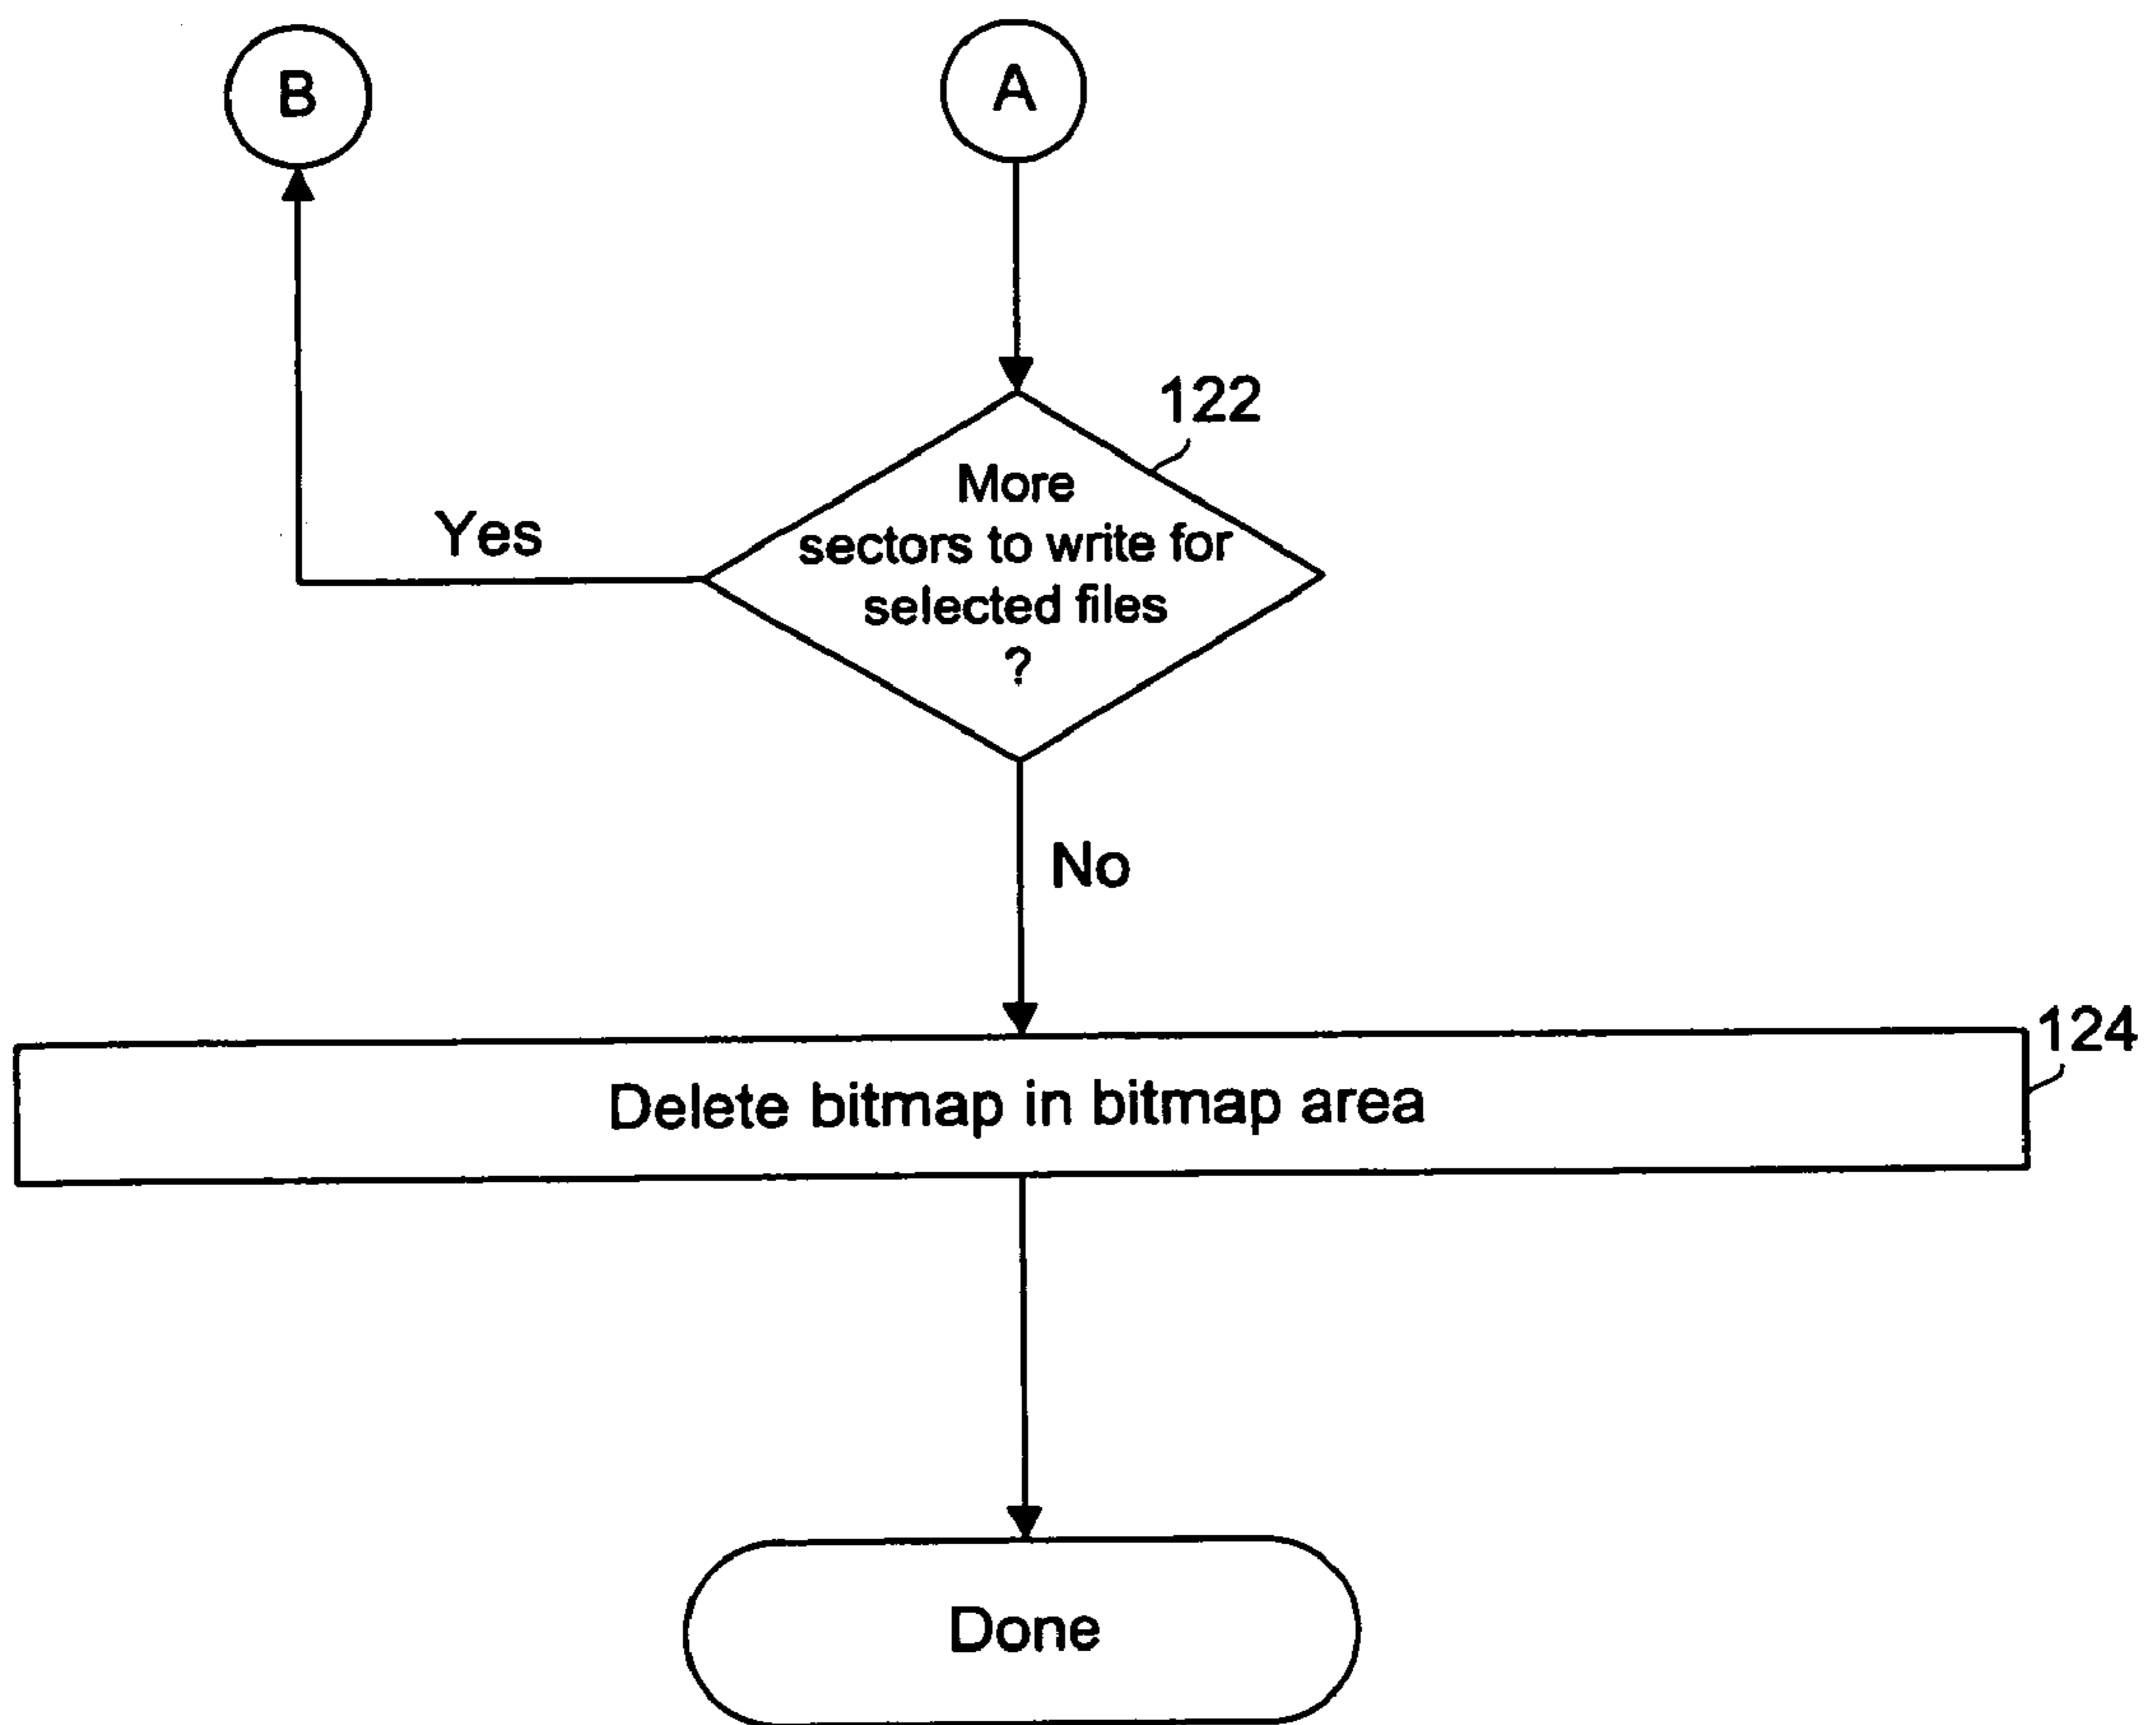 B
A
122
More
sectors to write for
selected files
?
Yes
No
124
Delete bitmap in bitmap area
Done